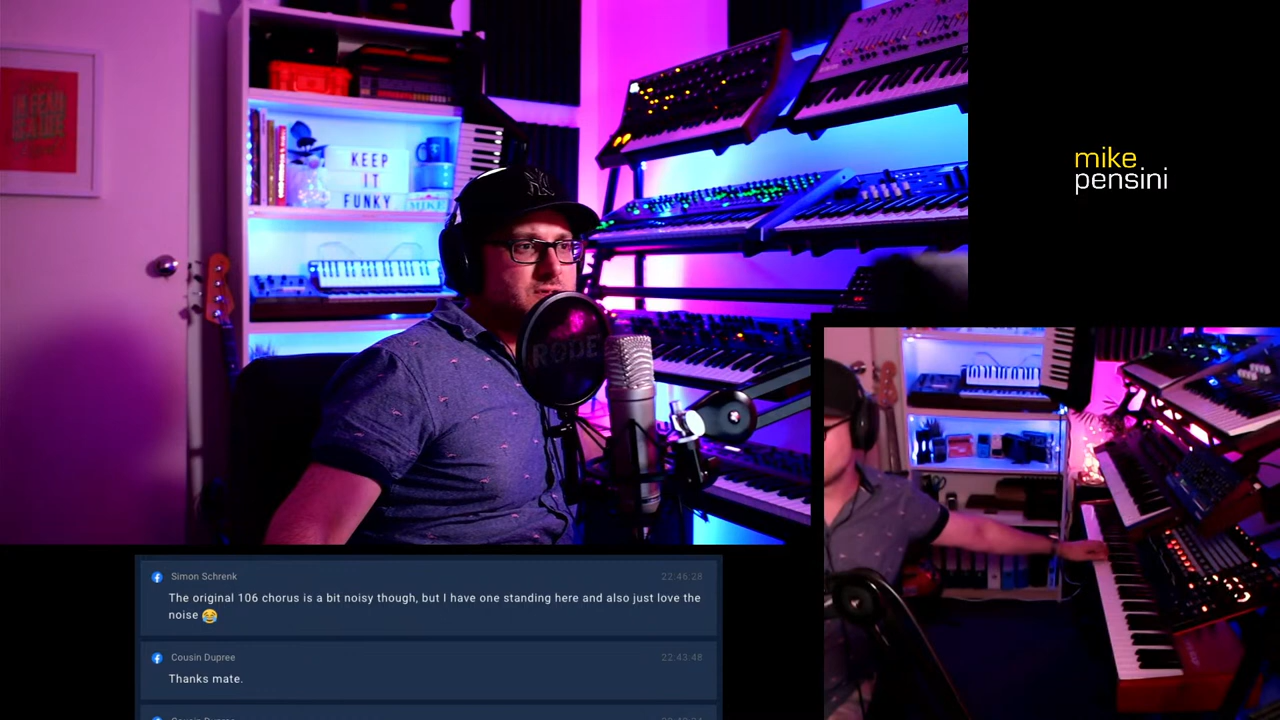 KEEP
IT
FUNKY
MIKE
RODE
mike
pensini
Simon Schrenk
22:46:28
The original 106 chorus is a bit noisy though, but I have one standing here and also just love the
noise 😂
Cousin Dupree
22:43:48
Thanks mate.